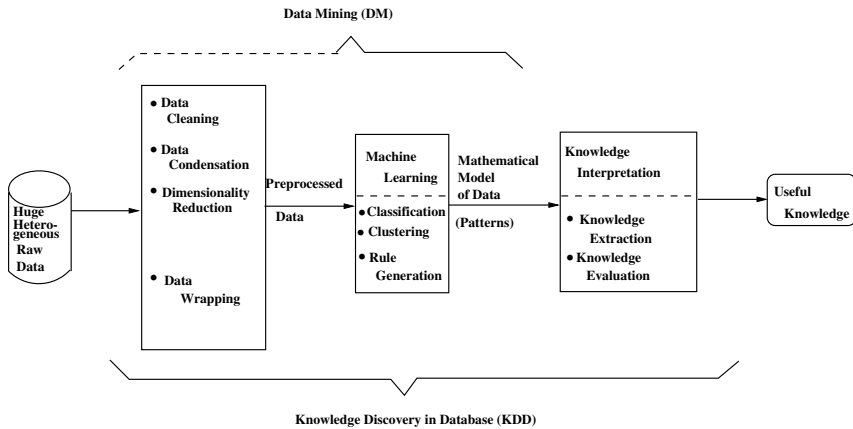 Data Mining (DM)
Huge
Hetero-
geneous
Raw
Data
• Data
Cleaning
• Data
Condensation
• Dimensionality
Reduction
• Data
Wrapping
Preprocessed
Data
Machine
Learning
• Classification
• Clustering
• Rule
Generation
Mathematical
Model
of Data
(Patterns)
Knowledge
Interpretation
• Knowledge
Extraction
• Knowledge
Evaluation
Useful
Knowledge
Knowledge Discovery in Database (KDD)